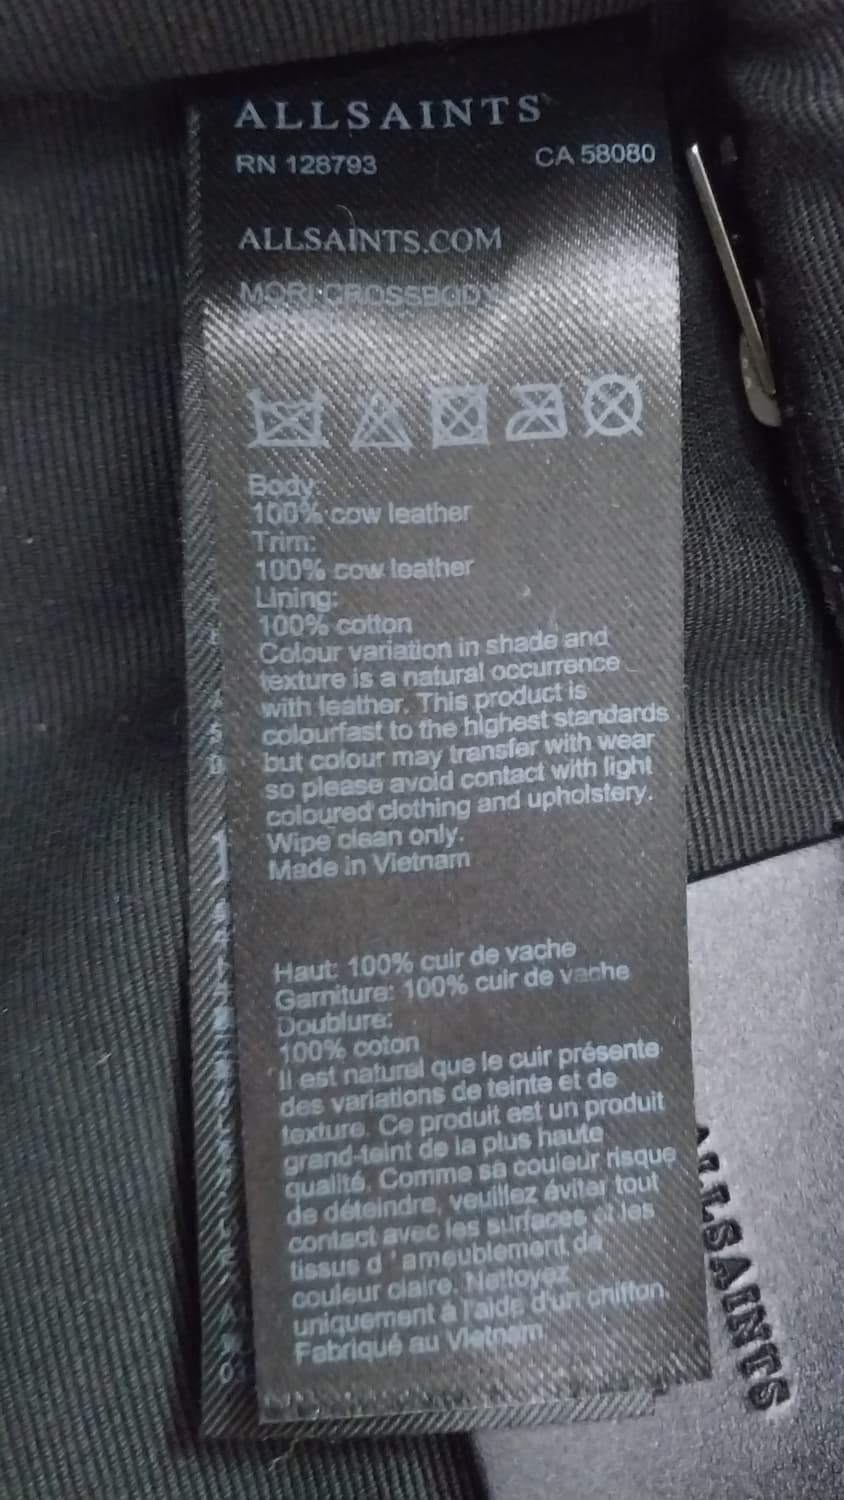 ALLSAINTS
RN 128793 CA 58080
ALLSAINTS.COM
MORI CROSSBODY
Body:
100% cow leather
Trim:
100% cow leather
Lining:
100% cotton
Colour variation in shade and
texture is a natural occurrence
with leather. This product is
colourfast to the highest standards
but colour may transfer with wear
so please avoid contact with light
coloured clothing and upholstery.
Wipe clean only.
Made in Vietnam
Haut: 100% cuir de vache
Garniture: 100% cuir de vache
Doublure:
100% coton
Il est naturel que le cuir présente
des variations de teinte et de
texture. Ce produit est un produit
grand-teint de la plus haute
qualité. Comme sa couleur risque
de déteindre, veuillez éviter tout
contact avec les surfaces et les
tissus d ' ameublement de
couleur claire. Nettoyez
uniquement à l'aide d'un chiffon.
Fabriqué au Vietnam
ALLSAINTS